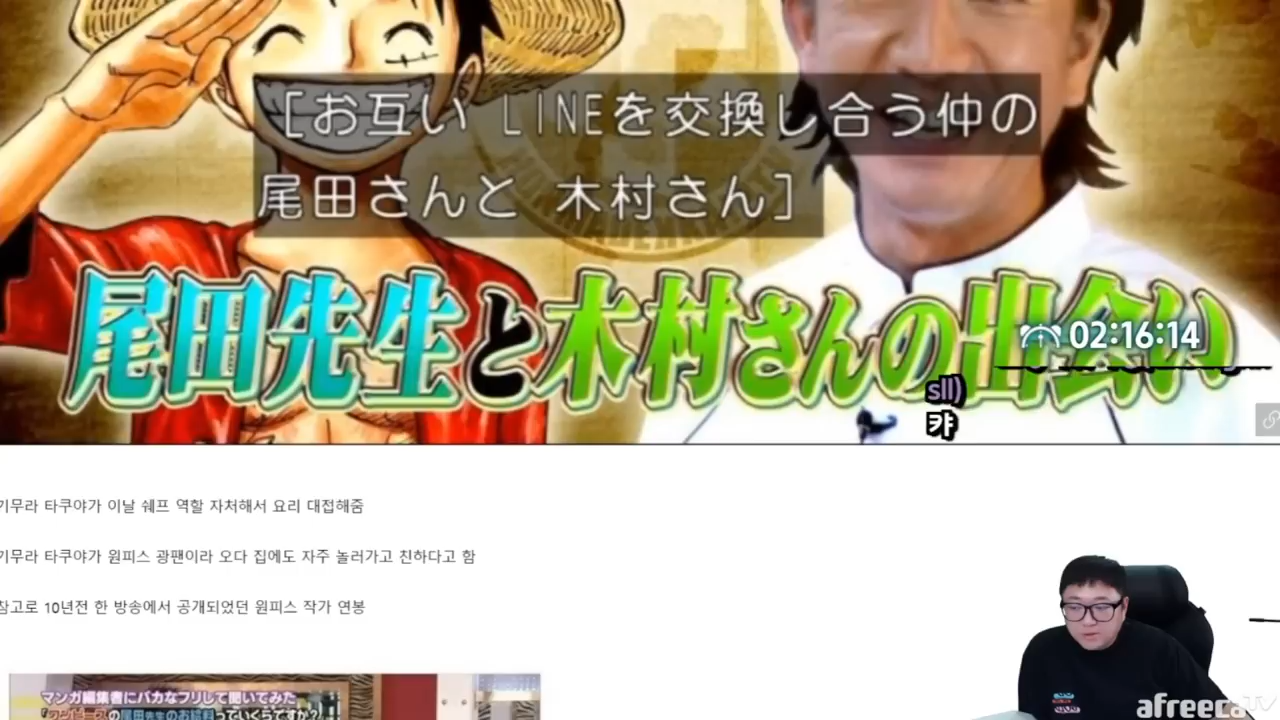 [お互い LINEを交換し合う仲の
尾田さんと 木村さん]
尾田先生と木村さんの出会い
02:16:14
sll)
캬
기무라 타쿠야가 이날 쉐프 역할 자처해서 요리 대접해줌
기무라 타쿠야가 원피스 광팬이라 오다 집에도 자주 놀러가고 친하다고 함
참고로 10년전 한 방송에서 공개되었던 원피스 작가 연봉
マンガ編集者にバカなフリして聞いてみた
「ワンピースの尾田先生のお給料っていくらですか?」
afreecaTV